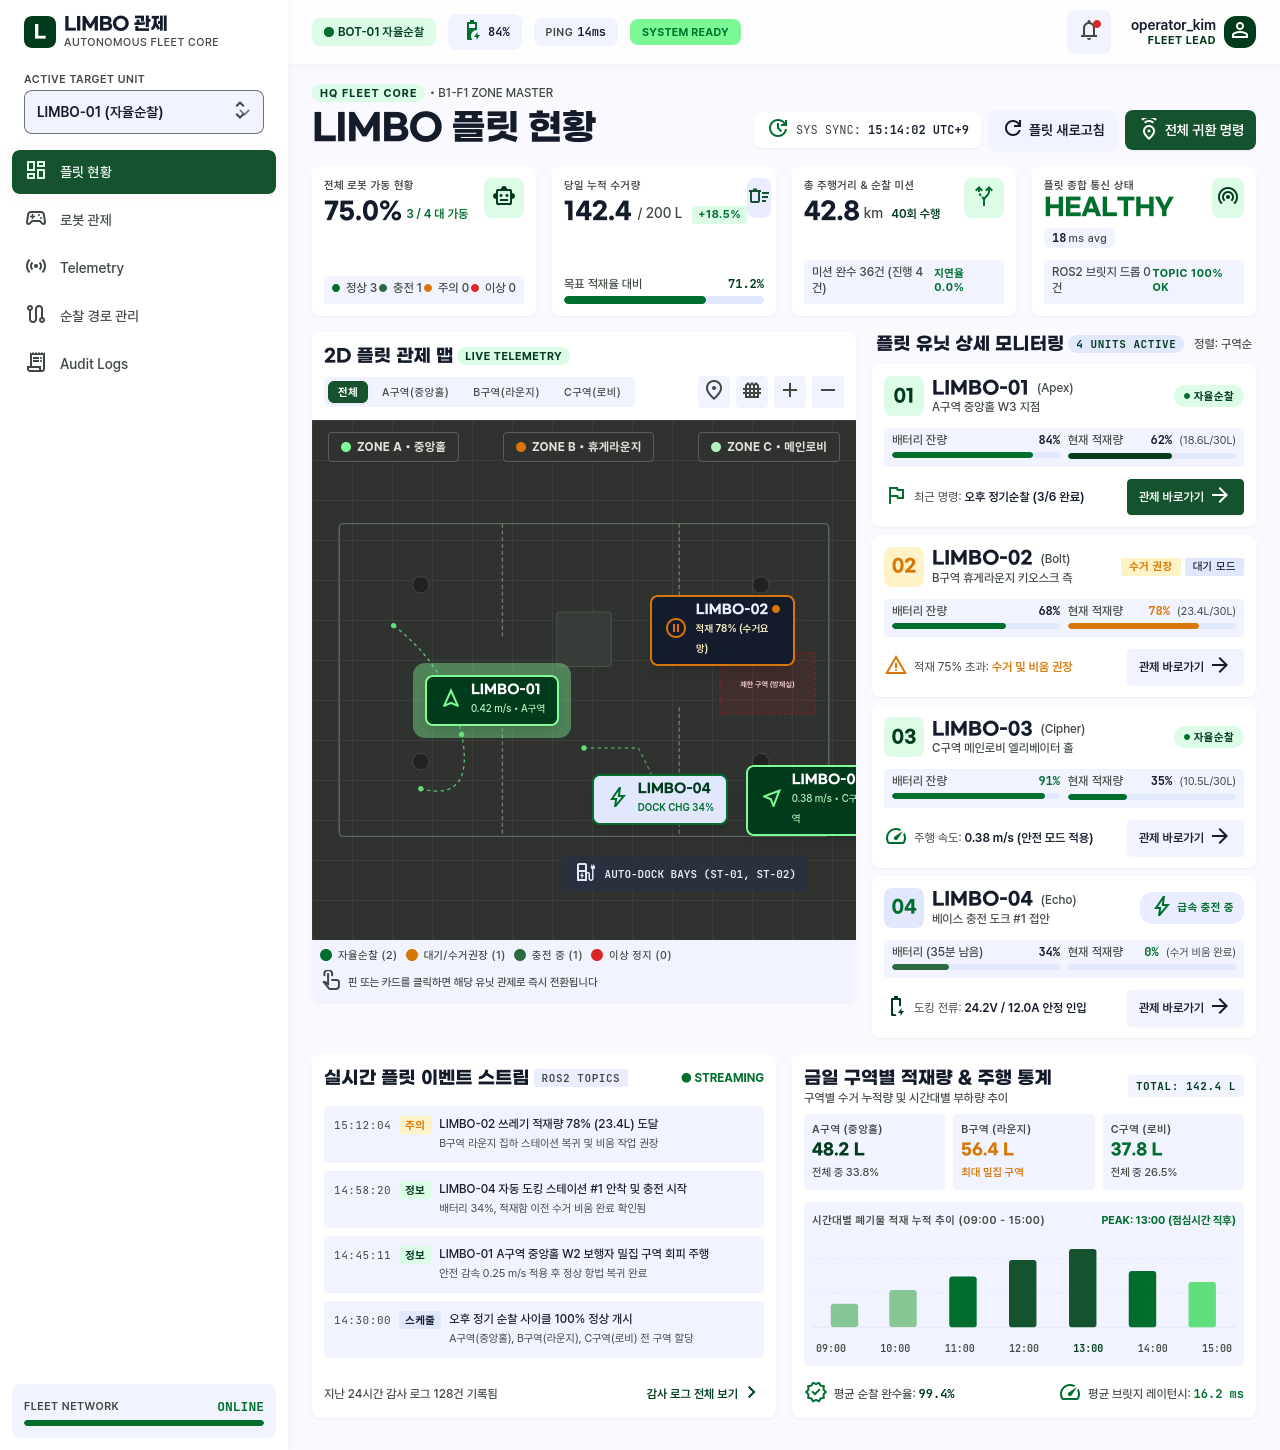 L
LIMBO 관제
AUTONOMOUS FLEET CORE
ACTIVE TARGET UNIT
LIMBO-01 (자율순찰)
플릿 현황
로봇 관제
Telemetry
순찰 경로 관리
Audit Logs
FLEET NETWORK ONLINE
BOT-01 자율순찰
84%
PING 14ms
SYSTEM READY
operator_kim
FLEET LEAD
HQ FLEET CORE • B1-F1 ZONE MASTER
LIMBO 플릿 현황
SYS SYNC: 15:14:02 UTC+9
플릿 새로고침
전체 귀환 명령
전체 로봇 가동 현황
75.0% 3 / 4 대 가동
정상 3 충전 1 주의 0 이상 0
당일 누적 수거량
142.4 / 200 L +18.5%
목표 적재율 대비 71.2%
총 주행거리 & 순찰 미션
42.8 km 40회 수행
미션 완수 36건 (진행 4
건)
지연율
0.0%
플릿 종합 통신 상태
HEALTHY
18 ms avg
ROS2 브릿지 드롭 0
건
TOPIC 100%
OK
2D 플릿 관제 맵 LIVE TELEMETRY
전체 A구역(중앙홀) B구역(라운지) C구역(로비)
ZONE A • 중앙홀
ZONE B • 휴게라운지
ZONE C • 메인로비
LIMBO-02
적재 78% (수거요
망)
제한 구역 (방재실)
LIMBO-01
0.42 m/s • A구역
LIMBO-04
DOCK CHG 34%
LIMBO-0
0.38 m/s • C구
역
AUTO-DOCK BAYS (ST-01, ST-02)
자율순찰 (2) 대기/수거권장 (1) 충전 중 (1) 이상 정지 (0)
핀 또는 카드를 클릭하면 해당 유닛 관제로 즉시 전환됩니다
플릿 유닛 상세 모니터링 4 UNITS ACTIVE 정렬: 구역순
01
LIMBO-01 (Apex)
A구역 중앙홀 W3 지점
자율순찰
배터리 잔량 84% 현재 적재량 62% (18.6L/30L)
최근 명령: 오후 정기순찰 (3/6 완료)
관제 바로가기
02
LIMBO-02 (Bolt)
B구역 휴게라운지 키오스크 측
수거 권장 대기 모드
배터리 잔량 68% 현재 적재량 78% (23.4L/30L)
적재 75% 초과: 수거 및 비움 권장
관제 바로가기
03
LIMBO-03 (Cipher)
C구역 메인로비 엘리베이터 홀
자율순찰
배터리 잔량 91% 현재 적재량 35% (10.5L/30L)
주행 속도: 0.38 m/s (안전 모드 적용)
관제 바로가기
04
LIMBO-04 (Echo)
베이스 충전 도크 #1 접안
급속 충전 중
배터리 (35분 남음) 34% 현재 적재량 0% (수거 비움 완료)
도킹 전류: 24.2V / 12.0A 안정 인입
관제 바로가기
실시간 플릿 이벤트 스트림 ROS2 TOPICS STREAMING
15:12:04 주의 LIMBO-02 쓰레기 적재량 78% (23.4L) 도달
B구역 라운지 집하 스테이션 복귀 및 비움 작업 권장
14:58:20 정보 LIMBO-04 자동 도킹 스테이션 #1 안착 및 충전 시작
배터리 34%, 적재함 이전 수거 비움 완료 확인됨
14:45:11 정보 LIMBO-01 A구역 중앙홀 W2 보행자 밀집 구역 회피 주행
안전 감속 0.25 m/s 적용 후 정상 항법 복귀 완료
14:30:00 스케줄 오후 정기 순찰 사이클 100% 정상 개시
A구역(중앙홀), B구역(라운지), C구역(로비) 전 구역 할당
지난 24시간 감사 로그 128건 기록됨 감사 로그 전체 보기
금일 구역별 적재량 & 주행 통계
구역별 수거 누적량 및 시간대별 부하량 추이
TOTAL: 142.4 L
A구역 (중앙홀)
48.2 L
전체 중 33.8%
B구역 (라운지)
56.4 L
최대 밀집 구역
C구역 (로비)
37.8 L
전체 중 26.5%
시간대별 폐기물 적재 누적 추이 (09:00 - 15:00) PEAK: 13:00 (점심시간 직후)
09:00 10:00 11:00 12:00 13:00 14:00 15:00
평균 순찰 완수율: 99.4% 평균 브릿지 레이턴시: 16.2 ms